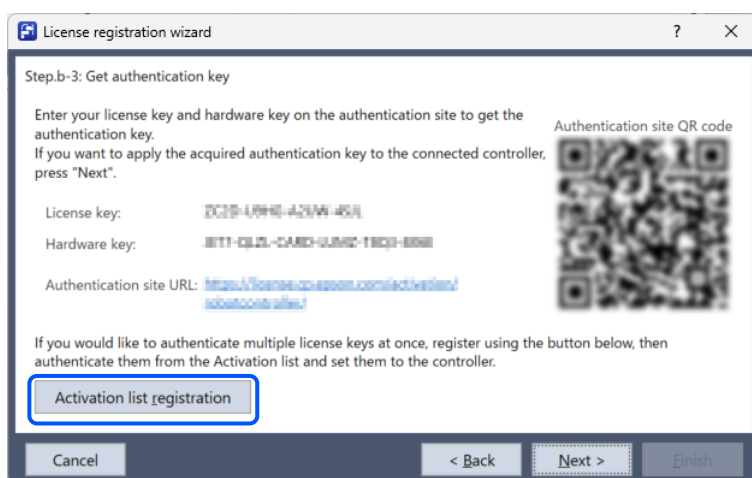 License registration wizard
?
Step.b-3: Get authentication key
Enter your license key and hardware key on the authentication site to get the
authentication key.
If you want to apply the acquired authentication key to the connected controller,
press "Next".
Authentication site QR code
License key:
Hardware key:
Authentication site URL:
If you would like to authenticate multiple license keys at once, register using the button below, then
authenticate them from the Activation list and set them to the controller.
Activation list registration
Cancel
< Back
Next >
Finish